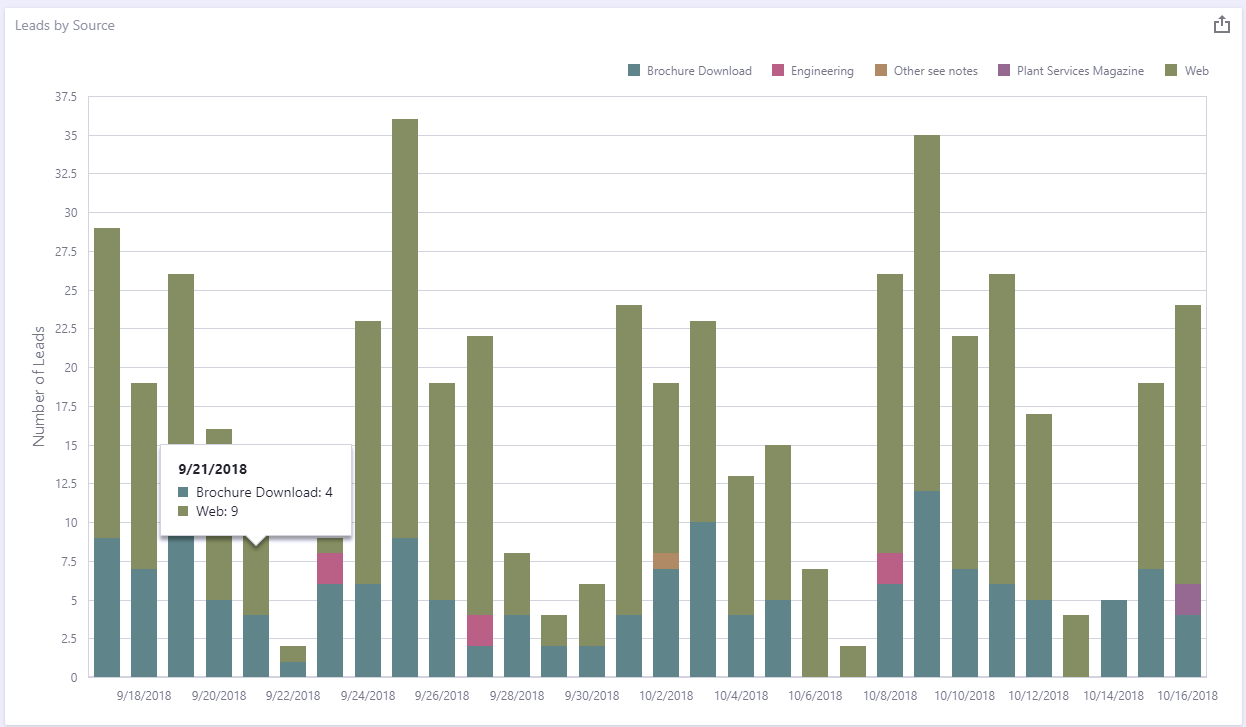 Leads by Source
Brochure Download Engineering Other see notes Plant Services Magazine Web
37.5
35
32.5
30
27.5
25
22.5
20
17.5
15
12.5
10
7.5
5
2.5
0
Number of Leads
9/21/2018
Brochure Download: 4
Web: 9
9/18/2018 9/20/2018 9/22/2018 9/24/2018 9/26/2018 9/28/2018 9/30/2018 10/2/2018 10/4/2018 10/6/2018 10/8/2018 10/10/2018 10/12/2018 10/14/2018 10/16/2018